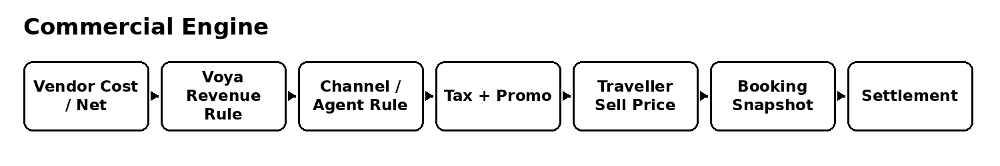 Commercial Engine
Vendor Cost
/ Net
Voya
Revenue
Rule
Channel /
Agent Rule
Tax + Promo
Traveller
Sell Price
Booking
Snapshot
Settlement